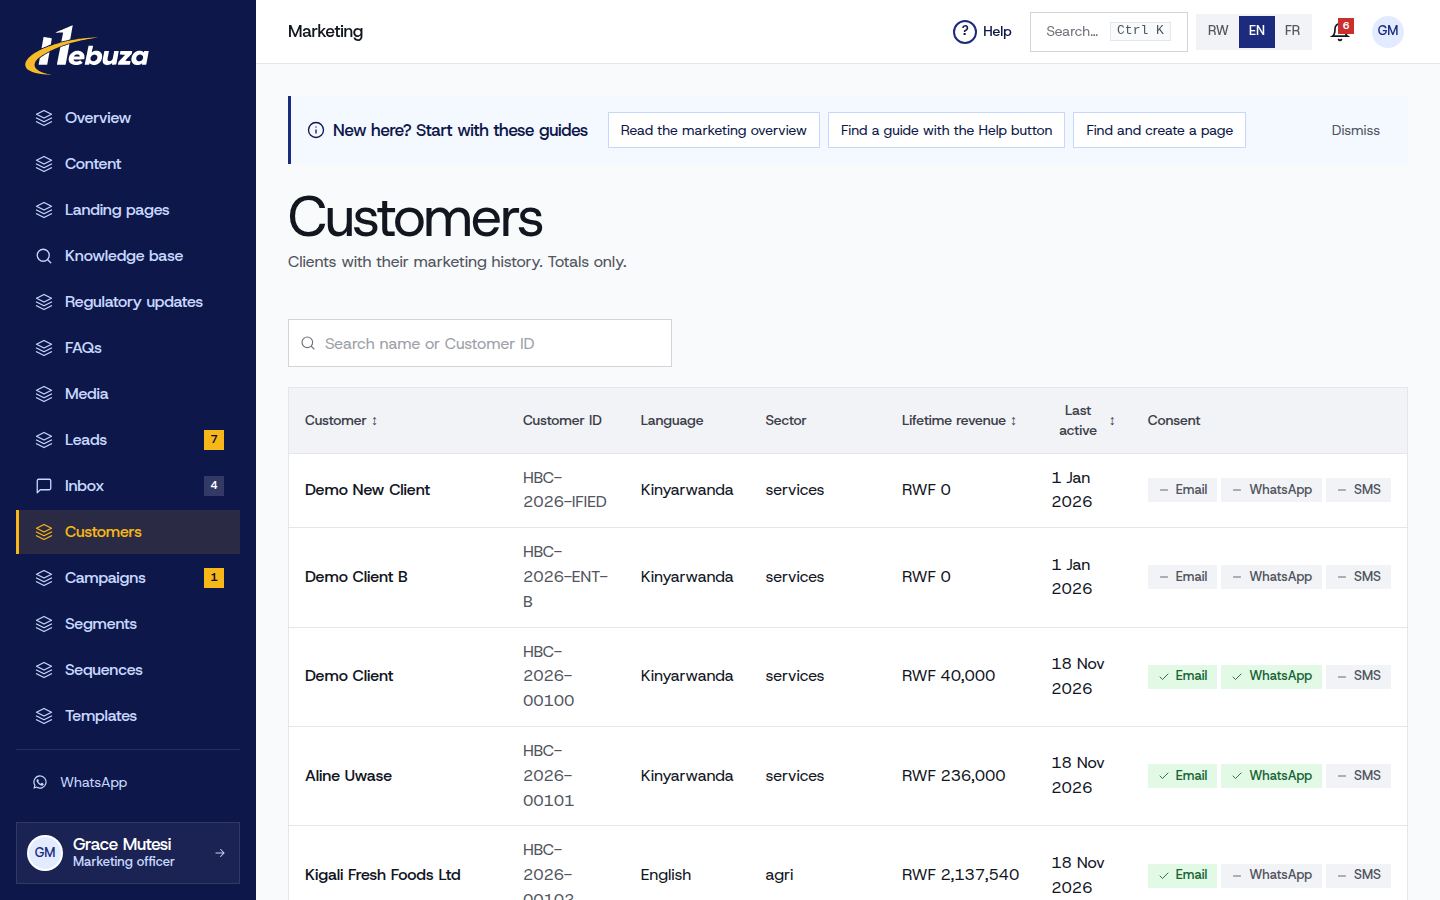 Hebuza
Overview
Content
Landing pages
Knowledge base
Regulatory updates
FAQs
Media
Leads 7
Inbox 4
Customers
Campaigns 1
Segments
Sequences
Templates
WhatsApp
GM
Grace Mutesi
Marketing officer
Marketing
Help
Search... Ctrl K
RW EN FR
6
GM
New here? Start with these guides
Read the marketing overview
Find a guide with the Help button
Find and create a page
Dismiss
Customers
Clients with their marketing history. Totals only.
Search name or Customer ID
Customer ↕ Customer ID Language Sector Lifetime revenue ↕ Last active ↕ Consent
Demo New Client HBC-2026-IFIED Kinyarwanda services RWF 0 1 Jan 2026 – Email – WhatsApp – SMS
Demo Client B HBC-2026-ENT-B Kinyarwanda services RWF 0 1 Jan 2026 – Email – WhatsApp – SMS
Demo Client HBC-2026-00100 Kinyarwanda services RWF 40,000 18 Nov 2026 ✓ Email ✓ WhatsApp – SMS
Aline Uwase HBC-2026-00101 Kinyarwanda services RWF 236,000 18 Nov 2026 ✓ Email ✓ WhatsApp – SMS
Kigali Fresh Foods Ltd HBC-2026- English agri RWF 2,137,540 18 Nov 2026 ✓ Email – WhatsApp – SMS